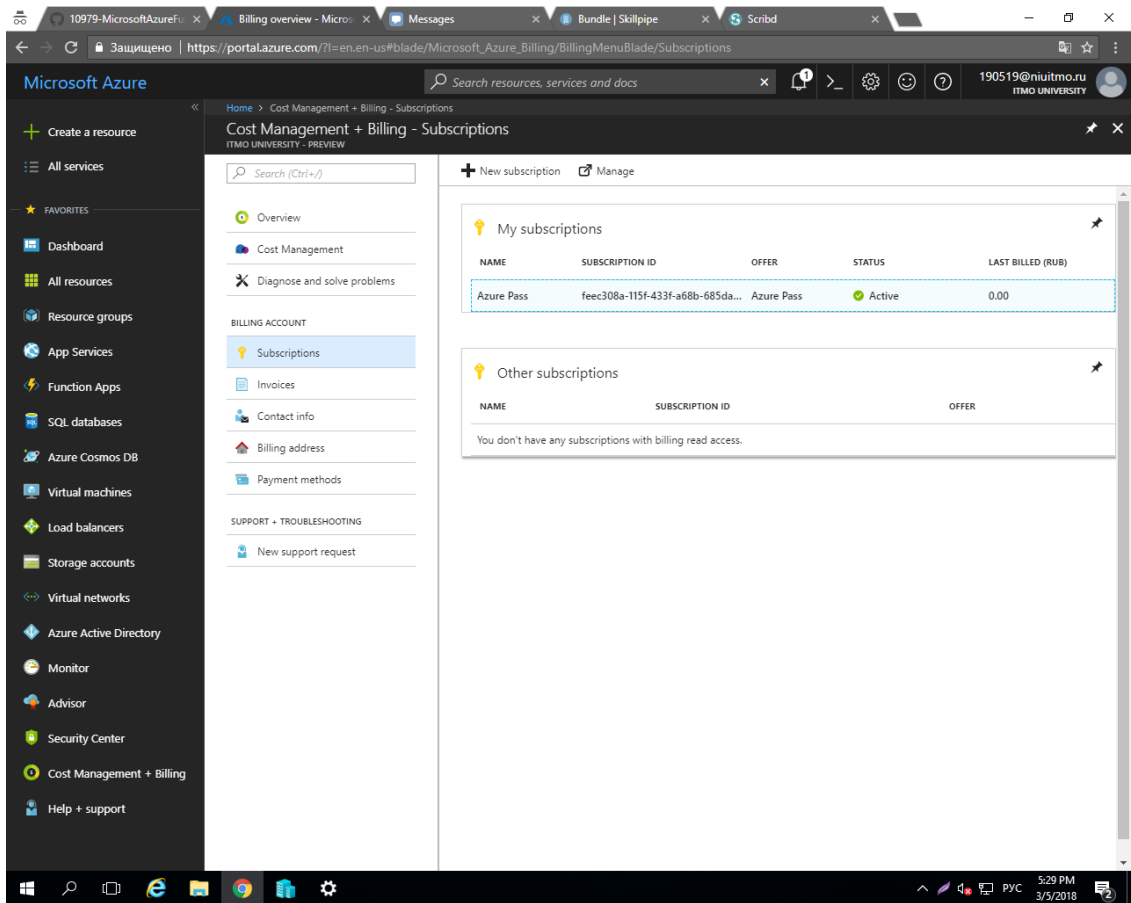 10979-MicrosoftAzureFu
Billing overview - Micros
Messages
Bundle | Skillpipe
Scribd
Защищено | https://portal.azure.com/?l=en.en-us#blade/Microsoft_Azure_Billing/BillingMenuBlade/Subscriptions
Microsoft Azure
Search resources, services and docs
1
190519@niuitmo.ru
ITMO UNIVERSITY
Home > Cost Management + Billing - Subscriptions
Cost Management + Billing - Subscriptions
ITMO UNIVERSITY - PREVIEW
Create a resource
All services
FAVORITES
Dashboard
All resources
Resource groups
App Services
Function Apps
SQL databases
Azure Cosmos DB
Virtual machines
Load balancers
Storage accounts
Virtual networks
Azure Active Directory
Monitor
Advisor
Security Center
Cost Management + Billing
Help + support
Search (Ctrl+/)
Overview
Cost Management
Diagnose and solve problems
BILLING ACCOUNT
Subscriptions
Invoices
Contact info
Billing address
Payment methods
SUPPORT + TROUBLESHOOTING
New support request
New subscription Manage
My subscriptions
NAME SUBSCRIPTION ID OFFER STATUS LAST BILLED (RUB)
Azure Pass feec308a-115f-433f-a68b-685da... Azure Pass Active 0.00
Other subscriptions
NAME SUBSCRIPTION ID OFFER
You don't have any subscriptions with billing read access.
РУС
5:29 PM
3/5/2018
2